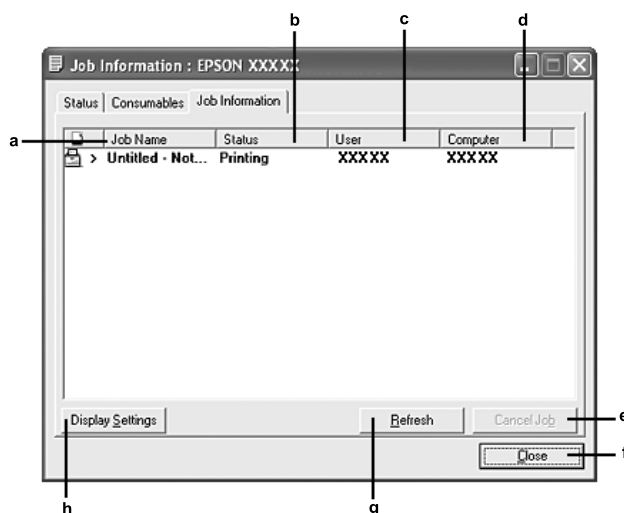 b c d
Job Information : EPSON XXXXX
Status Consumables Job Information
a Job Name Status User Computer
> Untitled - Not... Printing XXXXX XXXXX
Display Settings Refresh Cancel Job e
Close f
h g